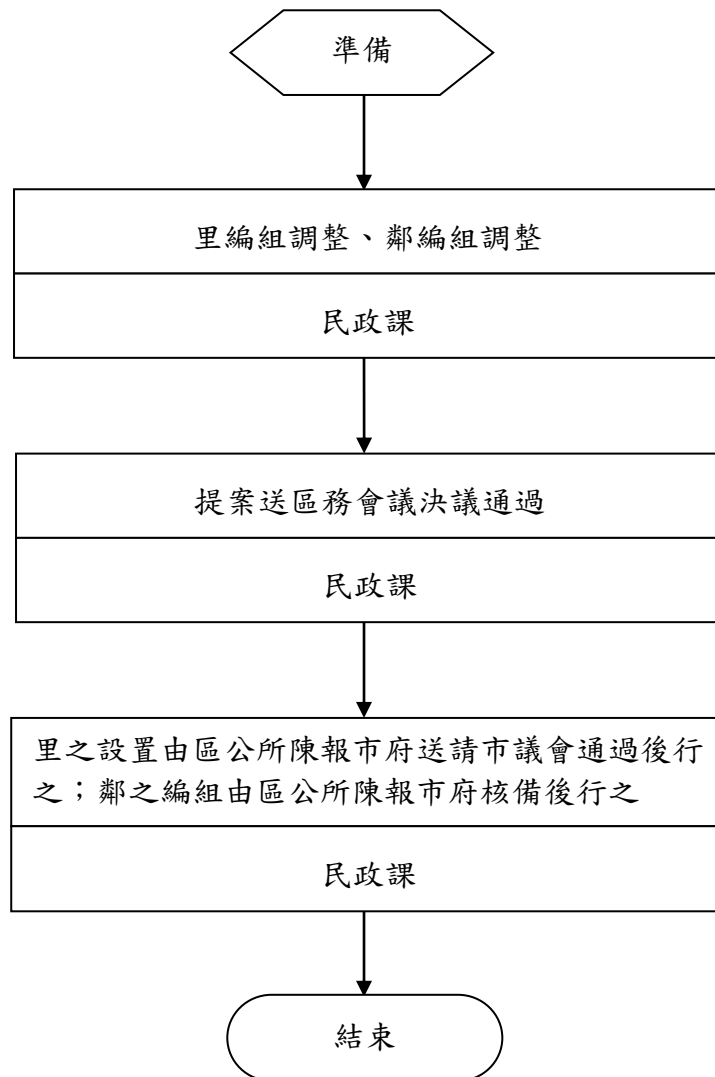 準備
里編組調整、鄰編組調整
民政課
提案送區務會議決議通過
民政課
里之設置由區公所陳報市府送請市議會通過後行
之；鄰之編組由區公所陳報市府核備後行之
民政課
結束